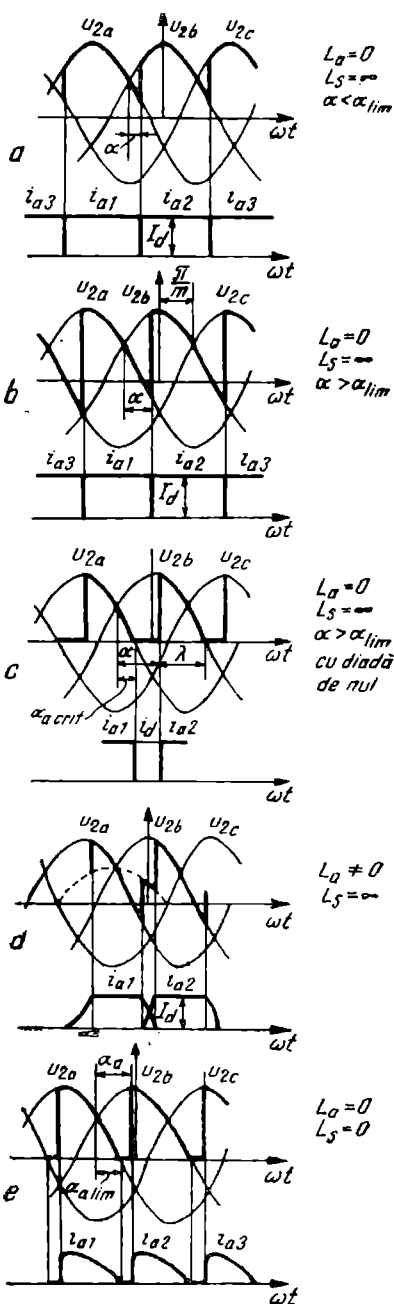 u2a u2b u2c
La=0
Ls=∞
α<αlim
α
ωt
a
ia3 ia1 ia2 ia3
Id
ωt
π/m
u2a u2b u2c
La=0
Ls=∞
α>αlim
ωt
b
α
ia3 ia1 ia2 ia3
Id
ωt
u2a u2b u2c
La=0
Ls=∞
α>αlim
cu diadă
de nul
ωt
c
α λ
αa crit
ia1 id ia2
ωt
u2a u2b u2c
La≠0
Ls=∞
ωt
d
ia1 ia2
Id
ωt
αa
u2a u2b u2c
La=0
Ls=0
ωt
e
αa lim
ia1 ia2 ia3
ωt